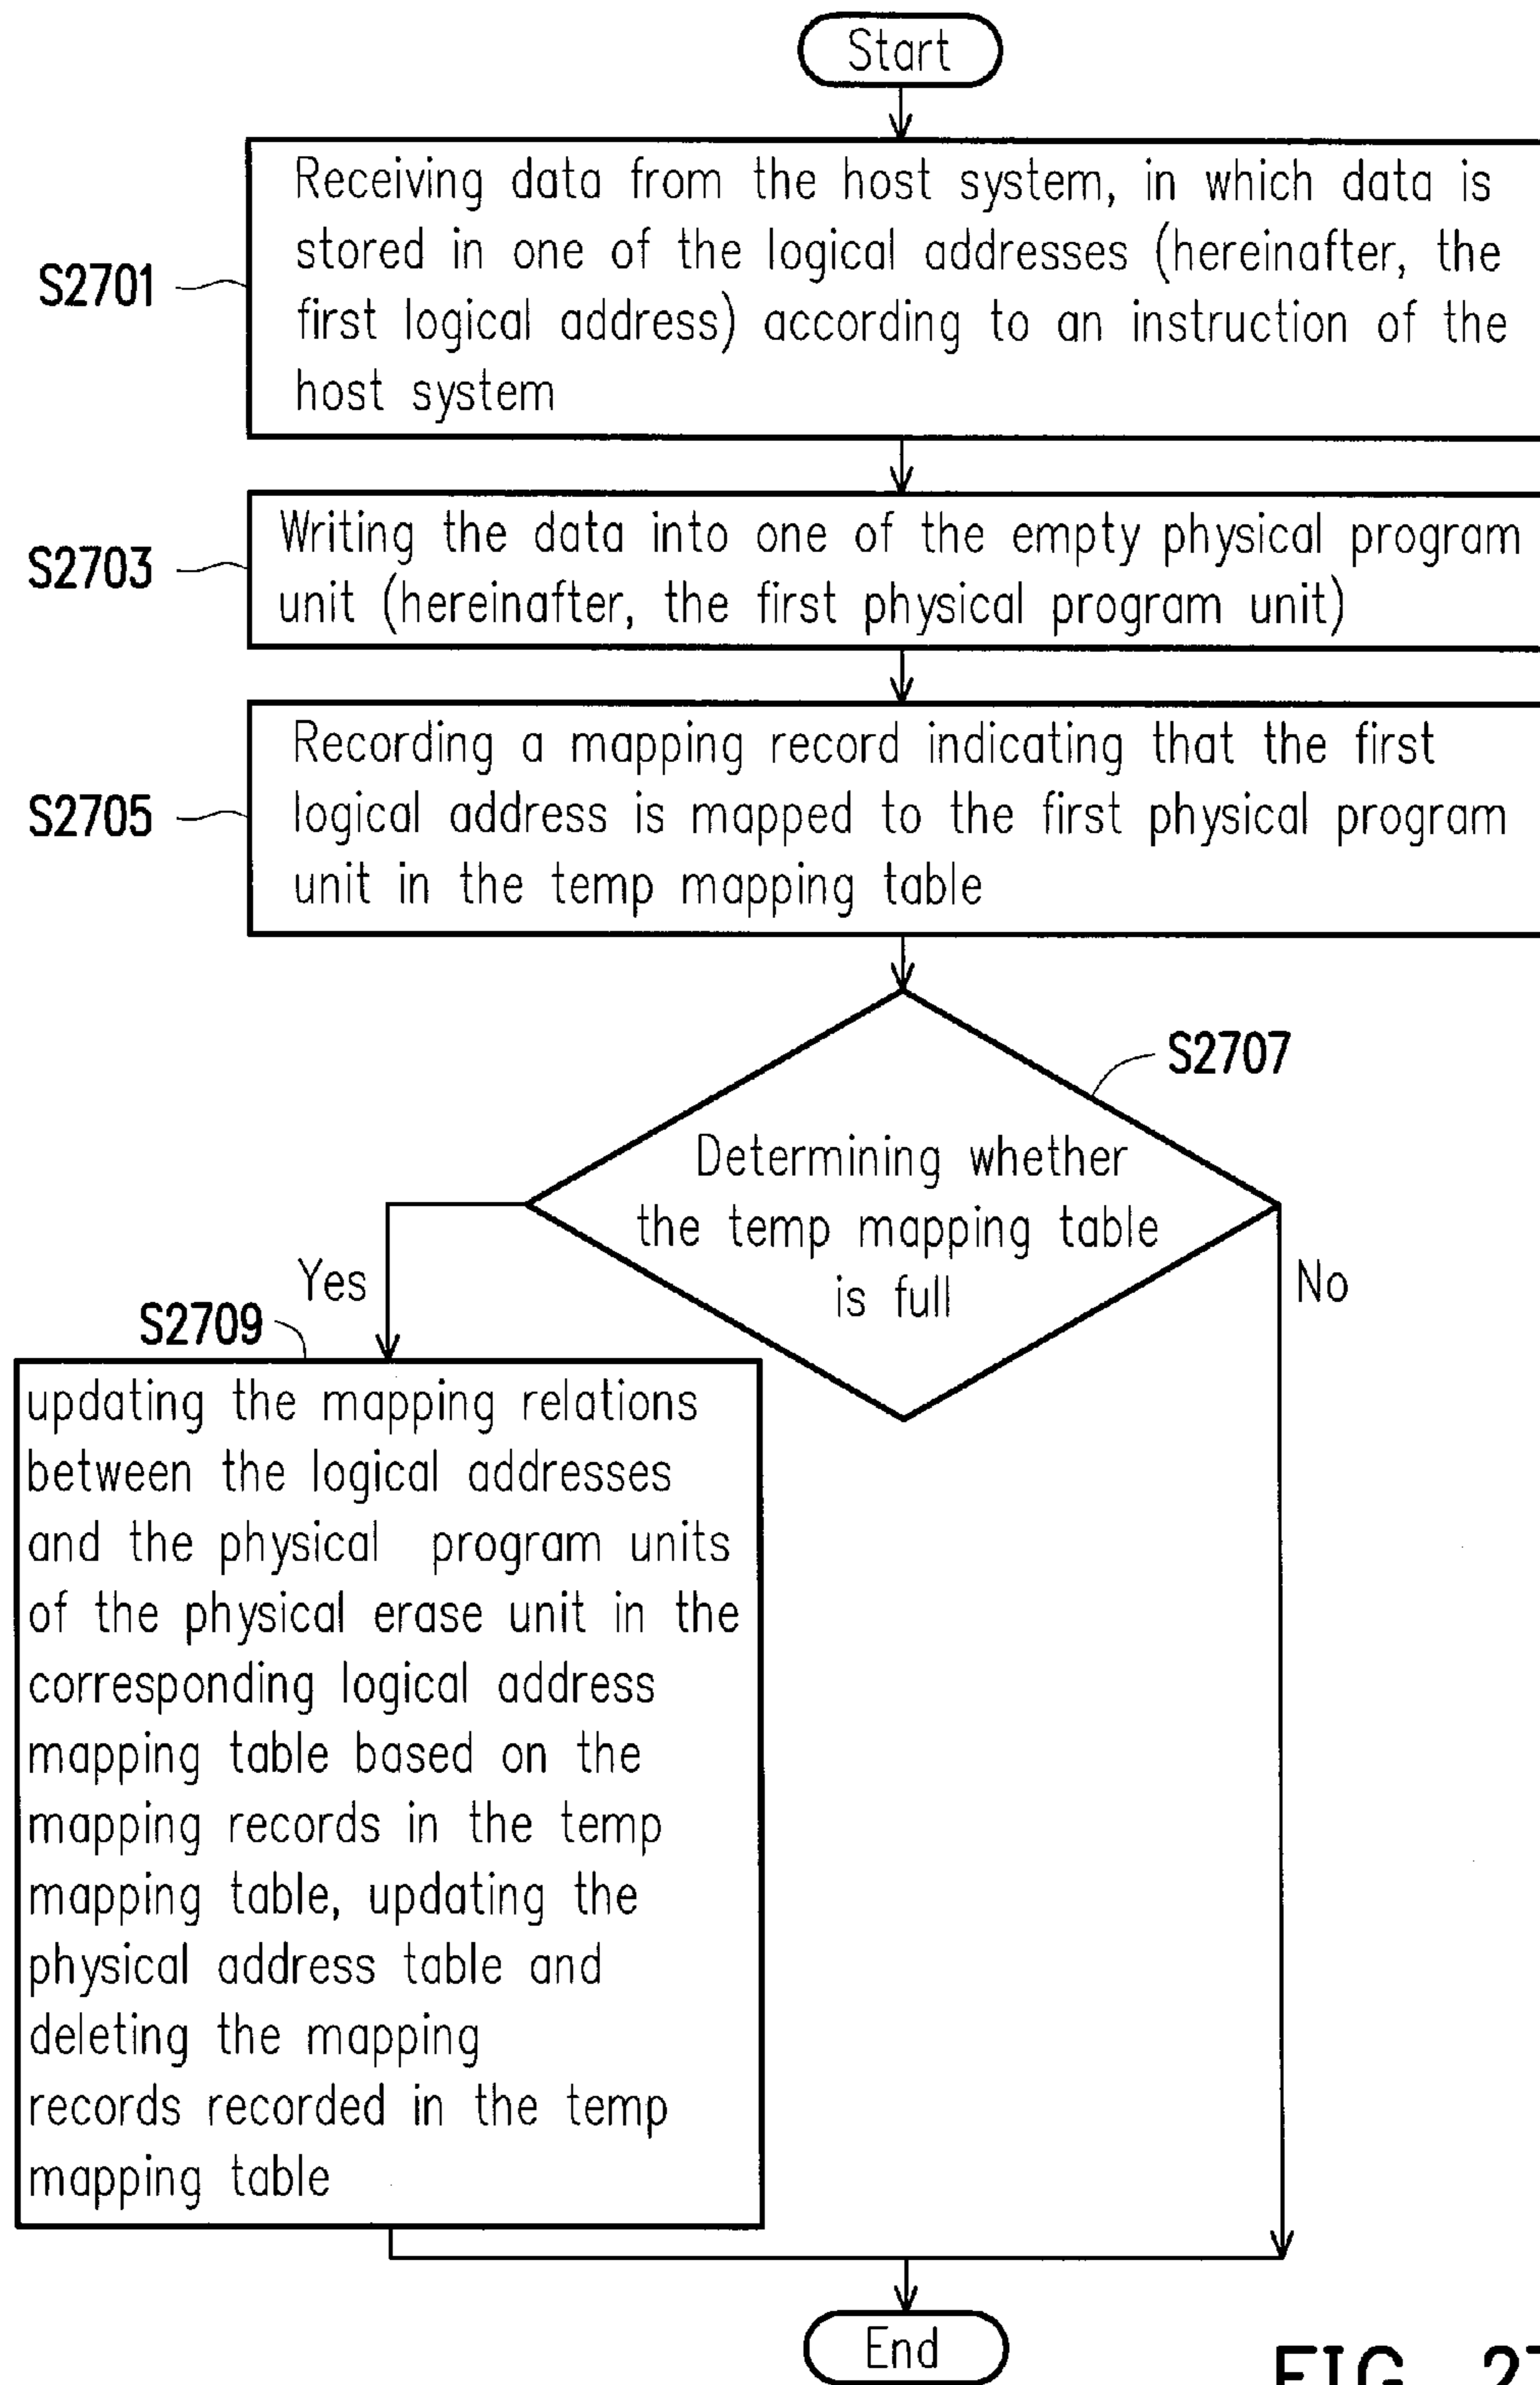 Start
Receiving data from the host system, in which data is
stored in one of the logical addresses (hereinafter, the
first logical address) according to an instruction of the
host system
S2701
Writing the data into one of the empty physical program
unit (hereinafter, the first physical program unit)
S2703
Recording a mapping record indicating that the first
logical address is mapped to the first physical program
unit in the temp mapping table
S2705
S2707
Determining whether
the temp mapping table
is full
Yes
No
S2709
updating the mapping relations
between the logical addresses
and the physical program units
of the physical erase unit in the
corresponding logical address
mapping table based on the
mapping records in the temp
mapping table, updating the
physical address table and
deleting the mapping
records recorded in the temp
mapping table
End
FIG. 27